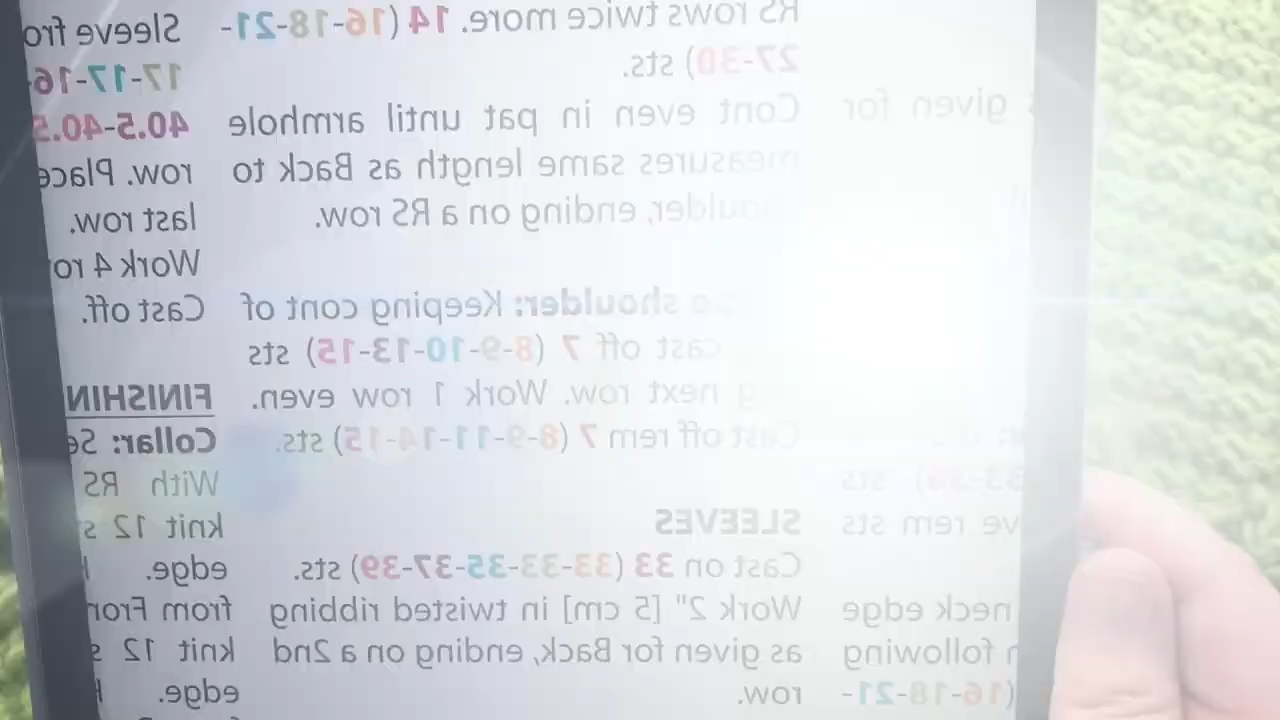 given for
sts
rem sts
neck edge
following
(16-18-21-
RS rows twice more. 14 (16-18-21-
27-30) sts.
Cont even in pat until armhole
measures same length as Back to
shoulder, ending on a RS row.
shoulder: Keeping cont of
cast off 7 (8-9-10-13-15) sts
next row. Work 1 row even.
Cast off rem 7 (8-9-11-14-15) sts.
SLEEVES
Cast on 33 (33-33-35-37-39) sts.
Work 2" [5 cm] in twisted ribbing
as given for Back, ending on a 2nd
row.
Sleeve
17-17-16
40.5-40.5
row. Place
last row.
Work 4
Cast off.
FINISHIN
Collar:
With RS
knit 12
edge.
from
knit 12
edge.